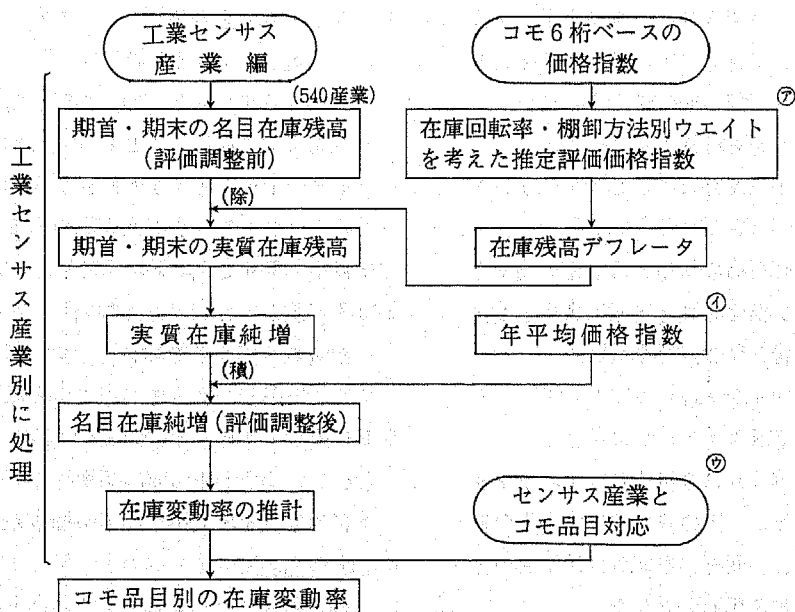 工業センサス
産業編
コモ6桁ベースの
価格指数
(540産業)
㋐
期首・期末の名目在庫残高
(評価調整前)
在庫回転率・棚卸方法別ウエイト
を考えた推定評価価格指数
(除)
期首・期末の実質在庫残高
在庫残高デフレータ
㋑
実質在庫純増
年平均価格指数
(積)
名目在庫純増(評価調整後)
㋒
在庫変動率の推計
センサス産業と
コモ品目対応
コモ品目別の在庫変動率
工業センサス産業別に処理